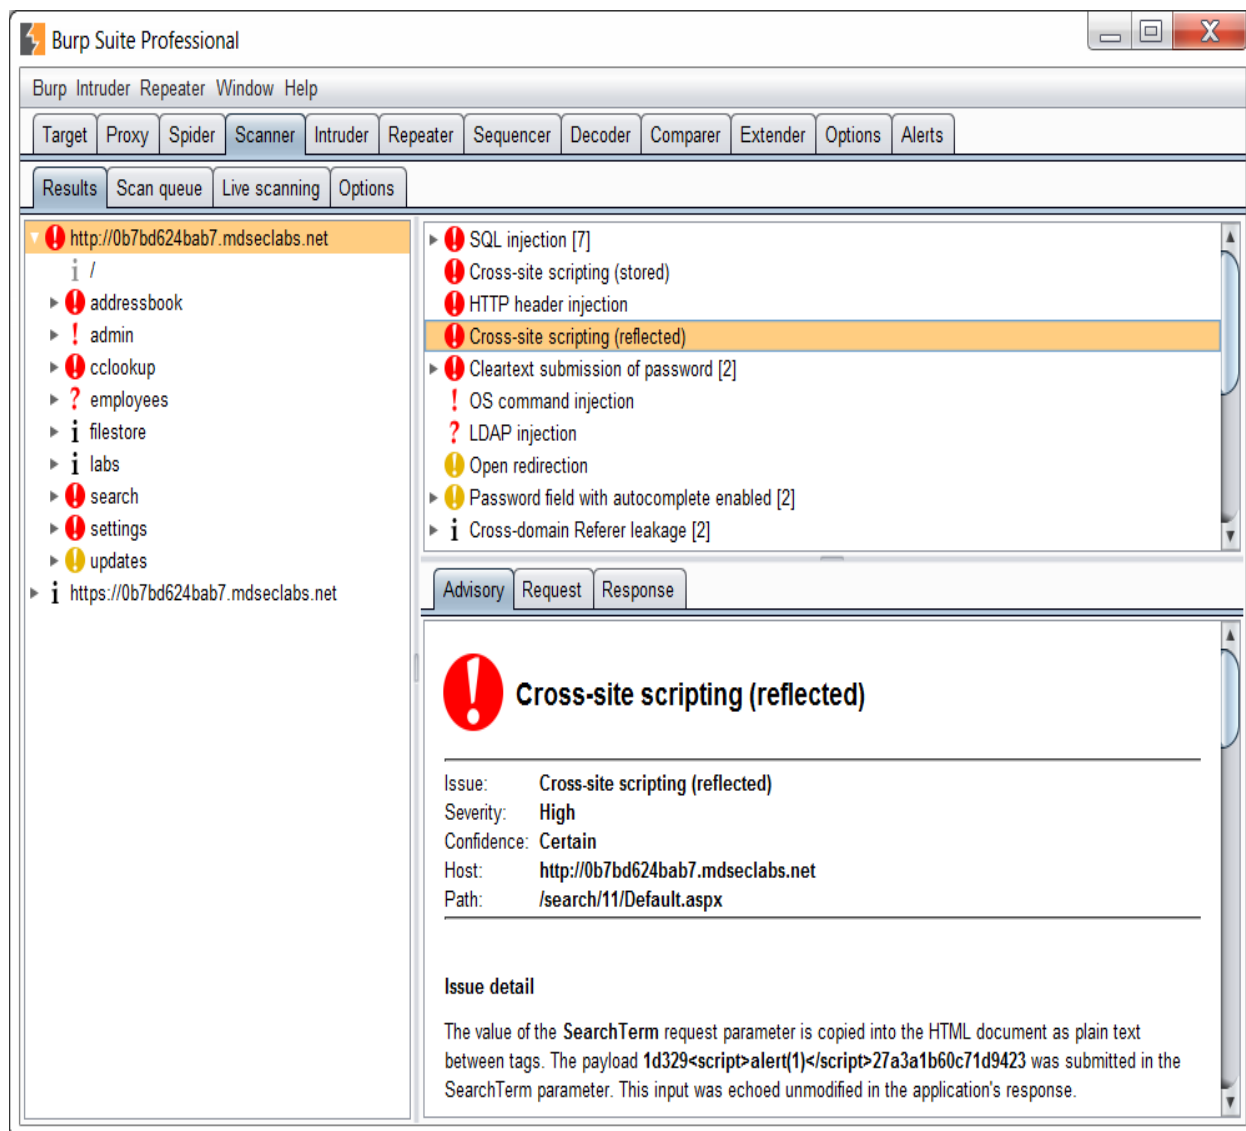 Burp Suite Professional
Burp Intruder Repeater Window Help
Target Proxy Spider Scanner Intruder Repeater Sequencer Decoder Comparer Extender Options Alerts
Results Scan queue Live scanning Options
http://0b7bd624bab7.mdseclabs.net
/
addressbook
admin
cclookup
employees
filestore
labs
search
settings
updates
https://0b7bd624bab7.mdseclabs.net
SQL injection [7]
Cross-site scripting (stored)
HTTP header injection
Cross-site scripting (reflected)
Cleartext submission of password [2]
OS command injection
LDAP injection
Open redirection
Password field with autocomplete enabled [2]
Cross-domain Referer leakage [2]
Advisory Request Response
Cross-site scripting (reflected)
Issue: Cross-site scripting (reflected)
Severity: High
Confidence: Certain
Host: http://0b7bd624bab7.mdseclabs.net
Path: /search/11/Default.aspx
Issue detail
The value of the SearchTerm request parameter is copied into the HTML document as plain text
between tags. The payload 1d329<script>alert(1)</script>27a3a1b60c71d9423 was submitted in the
SearchTerm parameter. This input was echoed unmodified in the application's response.